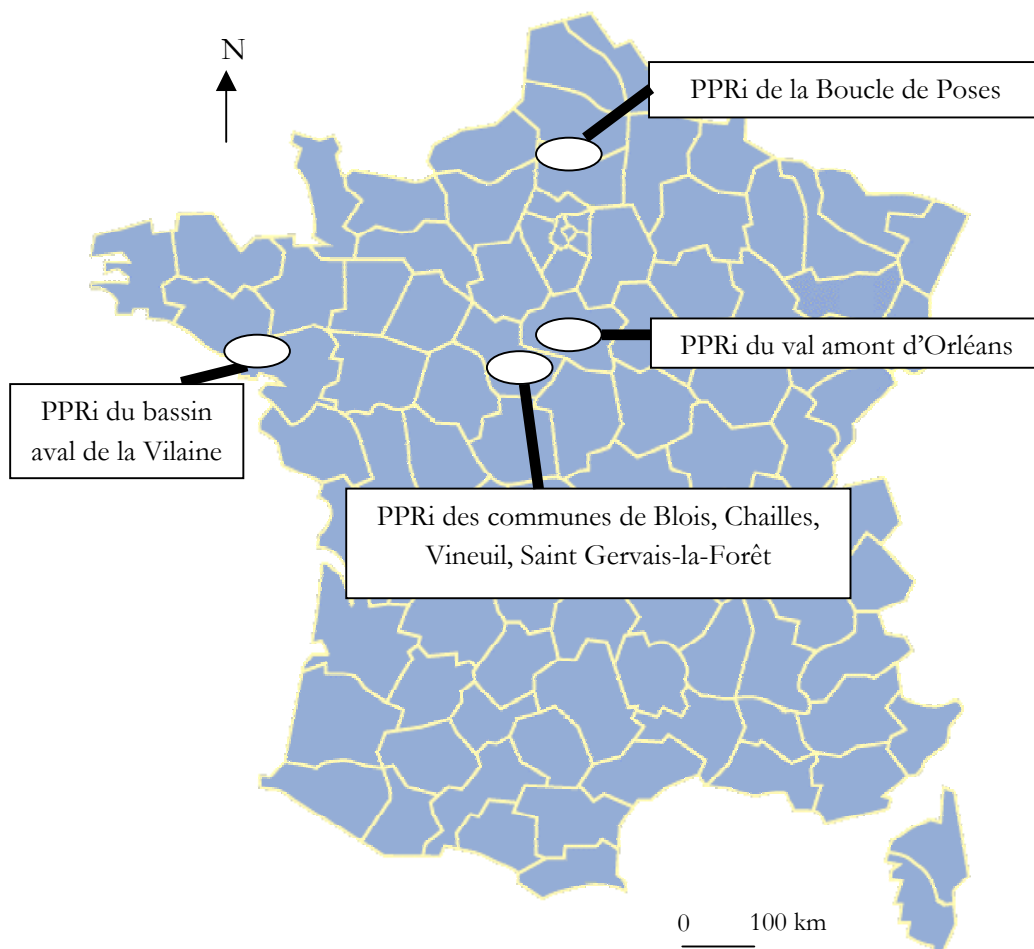 N
PPRi de la Boucle de Poses
PPRi du val amont d’Orléans
PPRi du bassin
aval de la Vilaine
PPRi des communes de Blois, Chailles,
Vineuil, Saint Gervais-la-Forêt
0 100 km